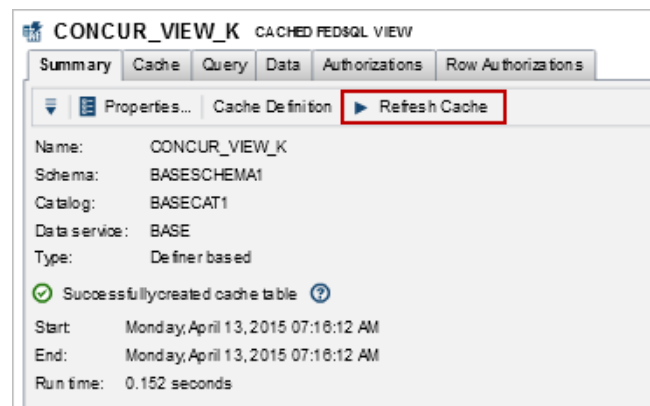 CONCUR_VIEW_K CACHED FEDSQL VIEW
Summary Cache Query Data Authorizations Row Authorizations
Properties... Cache Definition Refresh Cache
Name: CONCUR_VIEW_K
Schema: BASESCHEMA1
Catalog: BASECAT1
Data service: BASE
Type: Definer based
Successfully created cache table ?
Start: Monday, April 13, 2015 07:16:12 AM
End: Monday, April 13, 2015 07:16:12 AM
Run time: 0.152 seconds